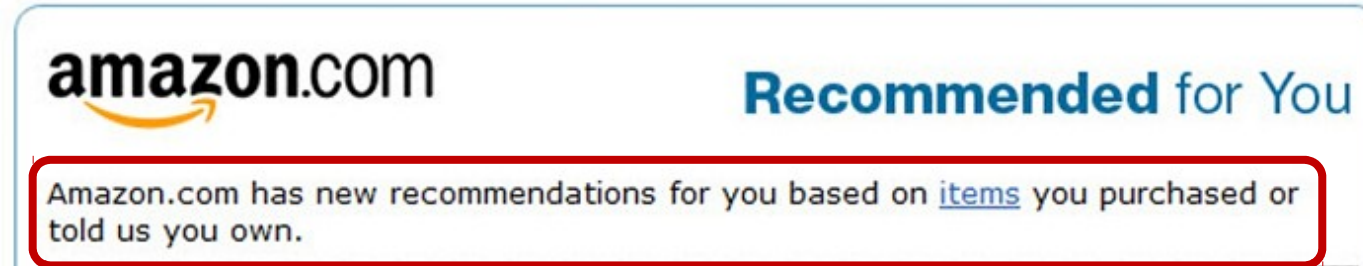 amazon.com
Recommended for You
Amazon.com has new recommendations for you based on items you purchased or
told us you own.